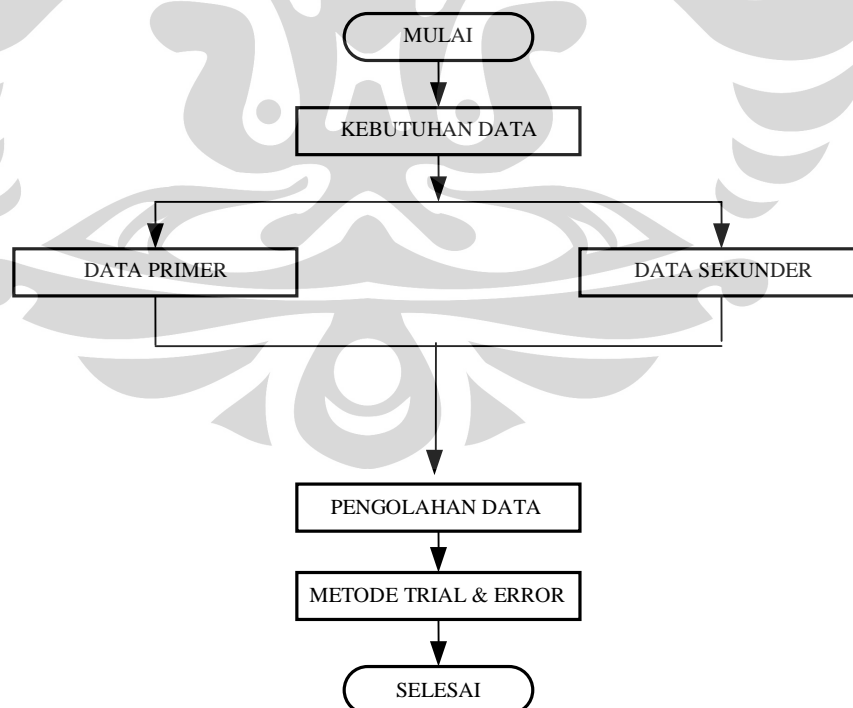 MULAI
KEBUTUHAN DATA
DATA PRIMER
DATA SEKUNDER
PENGOLAHAN DATA
METODE TRIAL & ERROR
SELESAI